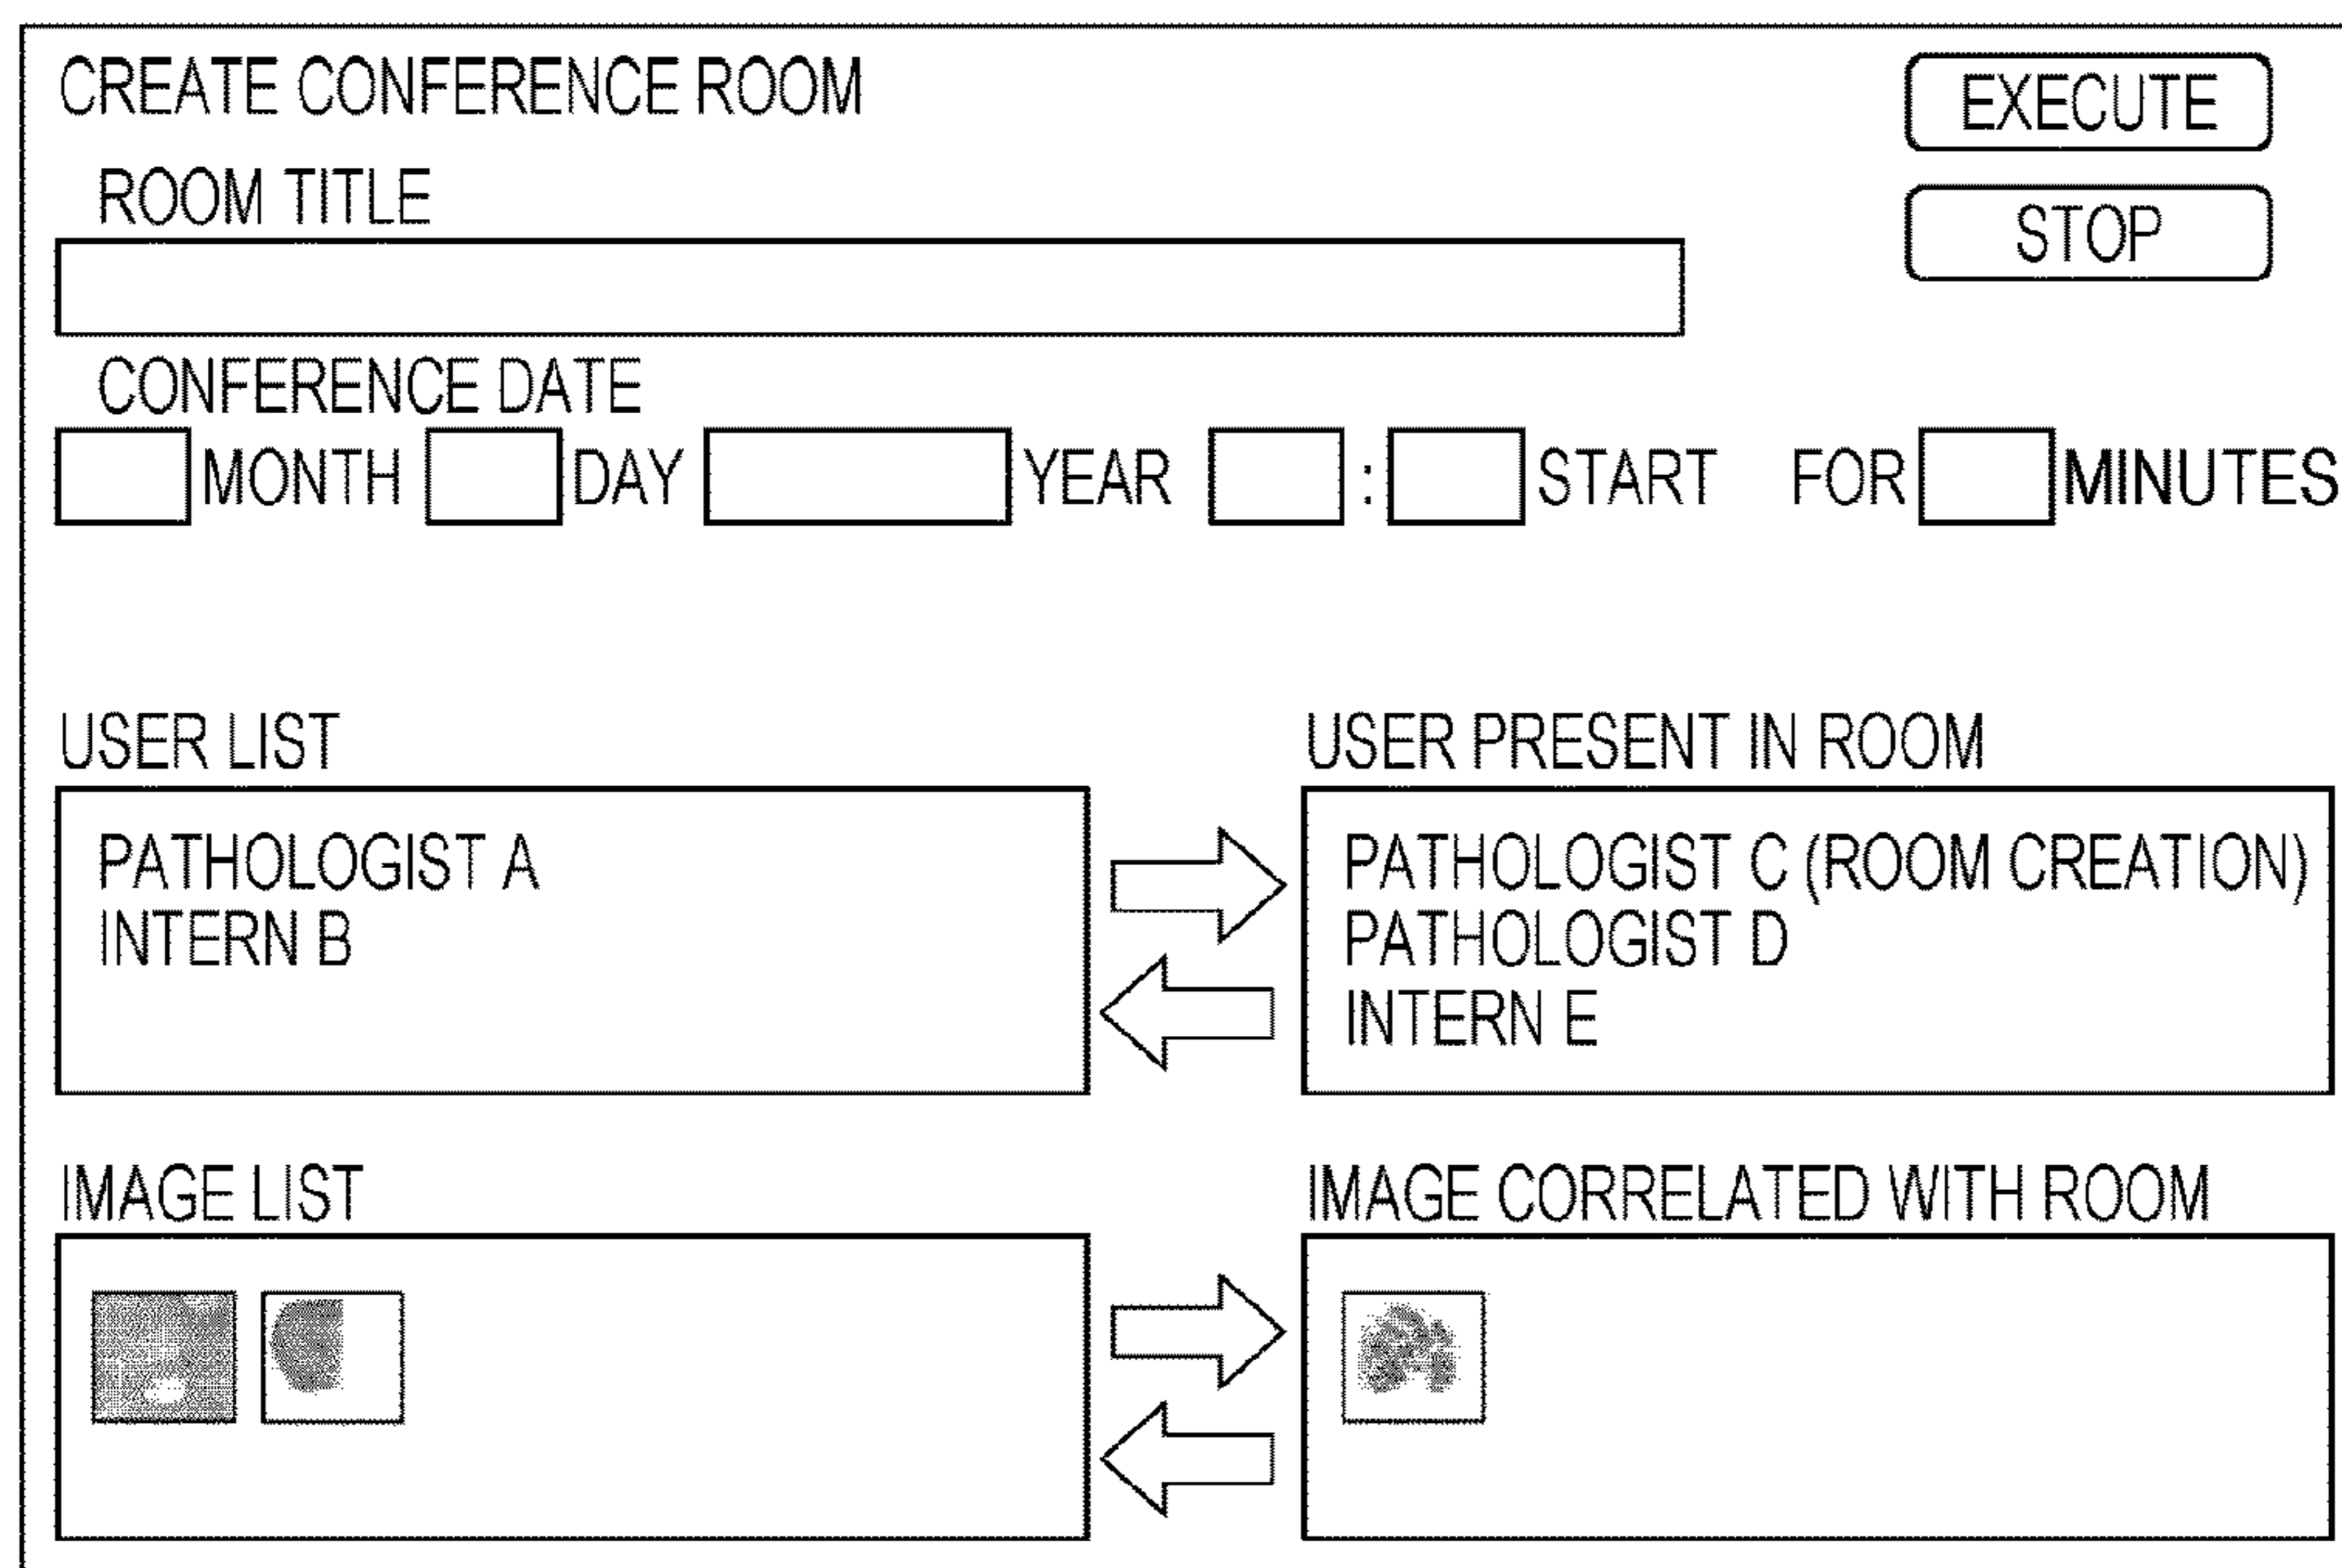 CREATE CONFERENCE ROOM
EXECUTE
ROOM TITLE
STOP
CONFERENCE DATE
MONTH DAY YEAR : START FOR MINUTES
USER LIST
PATHOLOGIST A
INTERN B
USER PRESENT IN ROOM
PATHOLOGIST C (ROOM CREATION)
PATHOLOGIST D
INTERN E
IMAGE LIST
IMAGE CORRELATED WITH ROOM